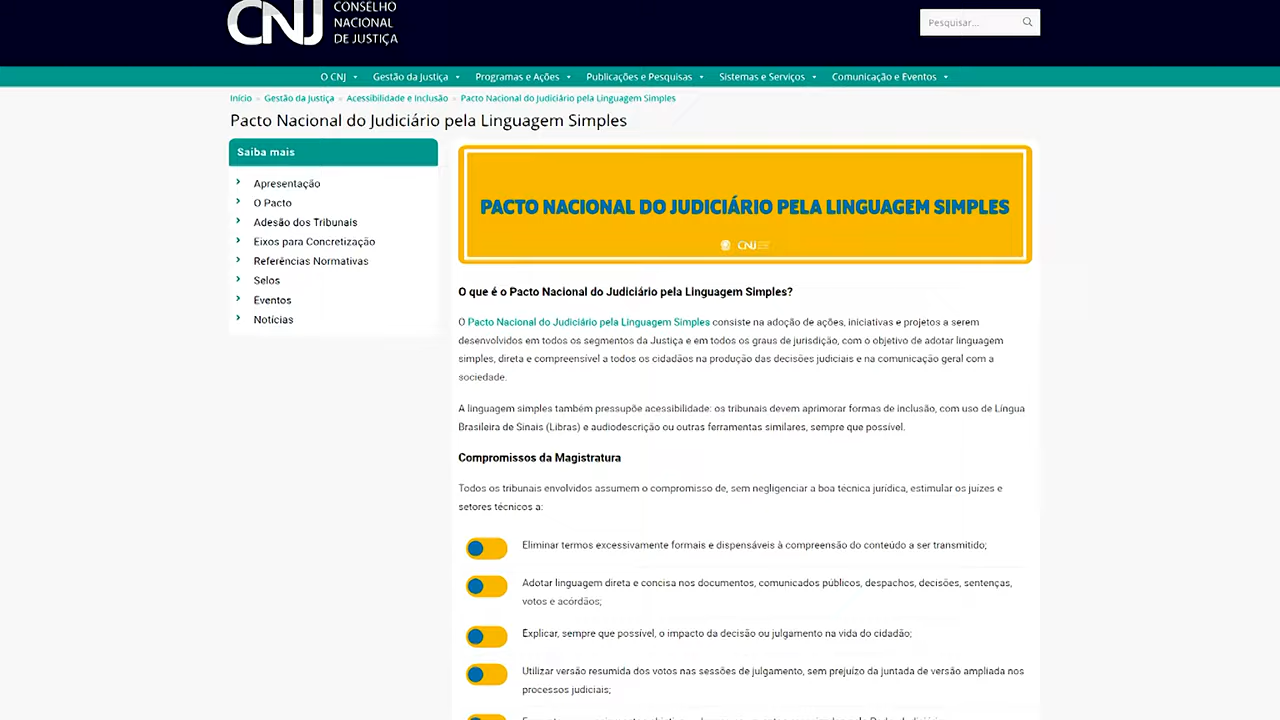 CNJ
CONSELHO
NACIONAL
DE JUSTIÇA
Pesquisar...
O CNJ
Gestão da Justiça
Programas e Ações
Publicações e Pesquisas
Sistemas e Serviços
Comunicação e Eventos
Início » Gestão da Justiça » Acessibilidade e Inclusão » Pacto Nacional do Judiciário pela Linguagem Simples
Pacto Nacional do Judiciário pela Linguagem Simples
Saiba mais
Apresentação
O Pacto
Adesão dos Tribunais
Eixos para Concretização
Referências Normativas
Selos
Eventos
Notícias
PACTO NACIONAL DO JUDICIÁRIO PELA LINGUAGEM SIMPLES
CNJ
O que é o Pacto Nacional do Judiciário pela Linguagem Simples?
O Pacto Nacional do Judiciário pela Linguagem Simples consiste na adoção de ações, iniciativas e projetos a serem
desenvolvidos em todos os segmentos da Justiça e em todos os graus de jurisdição, com o objetivo de adotar linguagem
simples, direta e compreensível a todos os cidadãos na produção das decisões judiciais e na comunicação geral com a
sociedade.
A linguagem simples também pressupõe acessibilidade: os tribunais devem aprimorar formas de inclusão, com uso de Língua
Brasileira de Sinais (Libras) e audiodescrição ou outras ferramentas similares, sempre que possível.
Compromissos da Magistratura
Todos os tribunais envolvidos assumem o compromisso de, sem negligenciar a boa técnica jurídica, estimular os juízes e
setores técnicos a:
Eliminar termos excessivamente formais e dispensáveis à compreensão do conteúdo a ser transmitido;
Adotar linguagem direta e concisa nos documentos, comunicados públicos, despachos, decisões, sentenças,
votos e acórdãos;
Explicar, sempre que possível, o impacto da decisão ou julgamento na vida do cidadão;
Utilizar versão resumida dos votos nas sessões de julgamento, sem prejuízo da juntada de versão ampliada nos
processos judiciais;